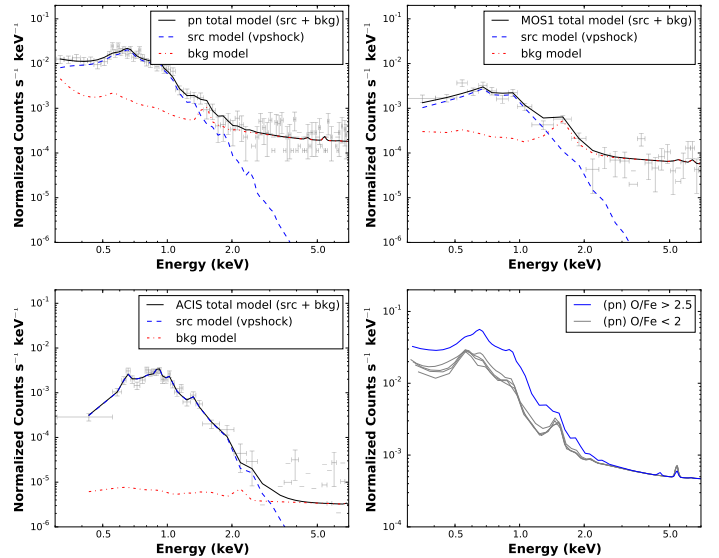 pn total model (src + bkg)
src model (vpshock)
bkg model
10⁻¹
10⁻²
10⁻³
10⁻⁴
10⁻⁵
10⁻⁶
0.5 1.0 2.0 5.0
Energy (keV)
Normalized Counts s⁻¹ keV⁻¹
MOS1 total model (src + bkg)
src model (vpshock)
bkg model
10⁻¹
10⁻²
10⁻³
10⁻⁴
10⁻⁵
10⁻⁶
0.5 1.0 2.0 5.0
Energy (keV)
Normalized Counts s⁻¹ keV⁻¹
ACIS total model (src + bkg)
src model (vpshock)
bkg model
10⁻¹
10⁻²
10⁻³
10⁻⁴
10⁻⁵
10⁻⁶
0.5 1.0 2.0 5.0
Energy (keV)
Normalized Counts s⁻¹ keV⁻¹
(pn) O/Fe > 2.5
(pn) O/Fe < 2
10⁻¹
10⁻²
10⁻³
10⁻⁴
0.5 1.0 2.0 5.0
Energy (keV)
Normalized Counts s⁻¹ keV⁻¹